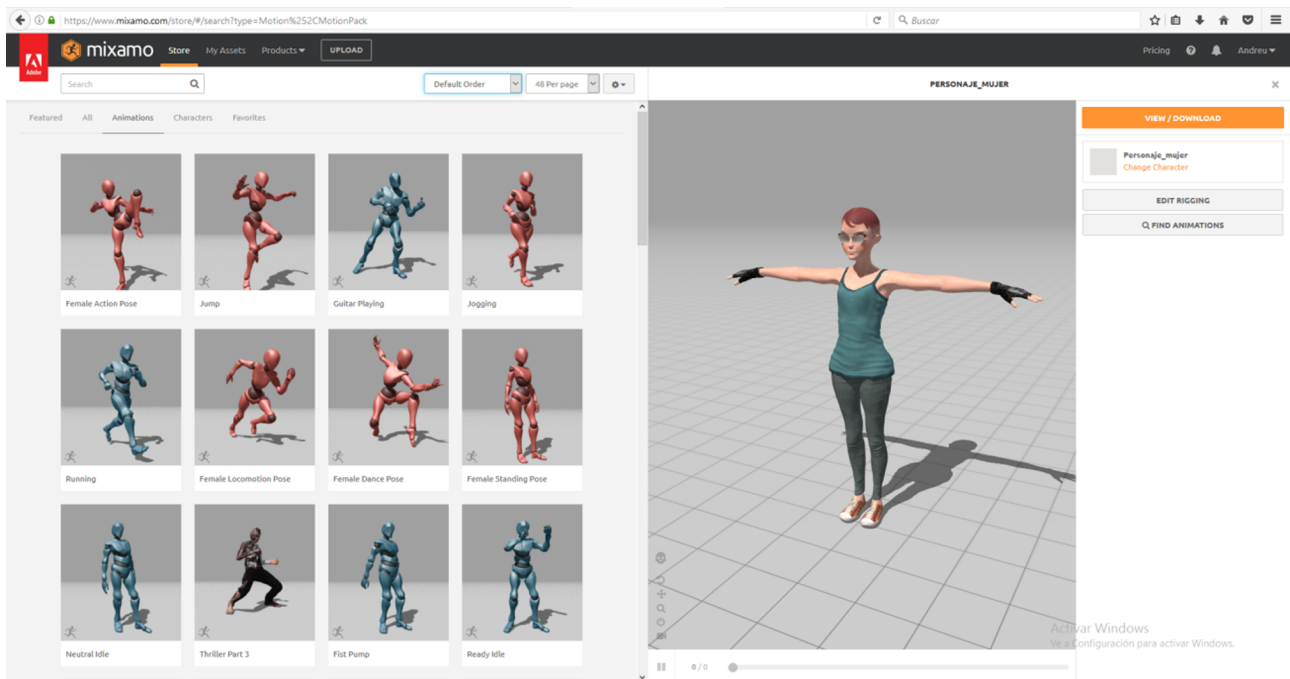 https://www.mixamo.com/store/#/search?type=Motion%252CMotionPack
Buscar
Adobe
mixamo Store My Assets Products UPLOAD Pricing Andreu
Search Default Order 48 Per page
PERSONAJE_MUJER
Featured All Animations Characters Favorites
VIEW / DOWNLOAD
Personaje_mujer
Change Character
EDIT RIGGING
FIND ANIMATIONS
Female Action Pose Jump Guitar Playing Jogging
Running Female Locomotion Pose Female Dance Pose Female Standing Pose
Neutral Idle Thriller Part 3 Fist Pump Ready Idle
Activar Windows
Ve a Configuración para activar Windows.
0 / 0